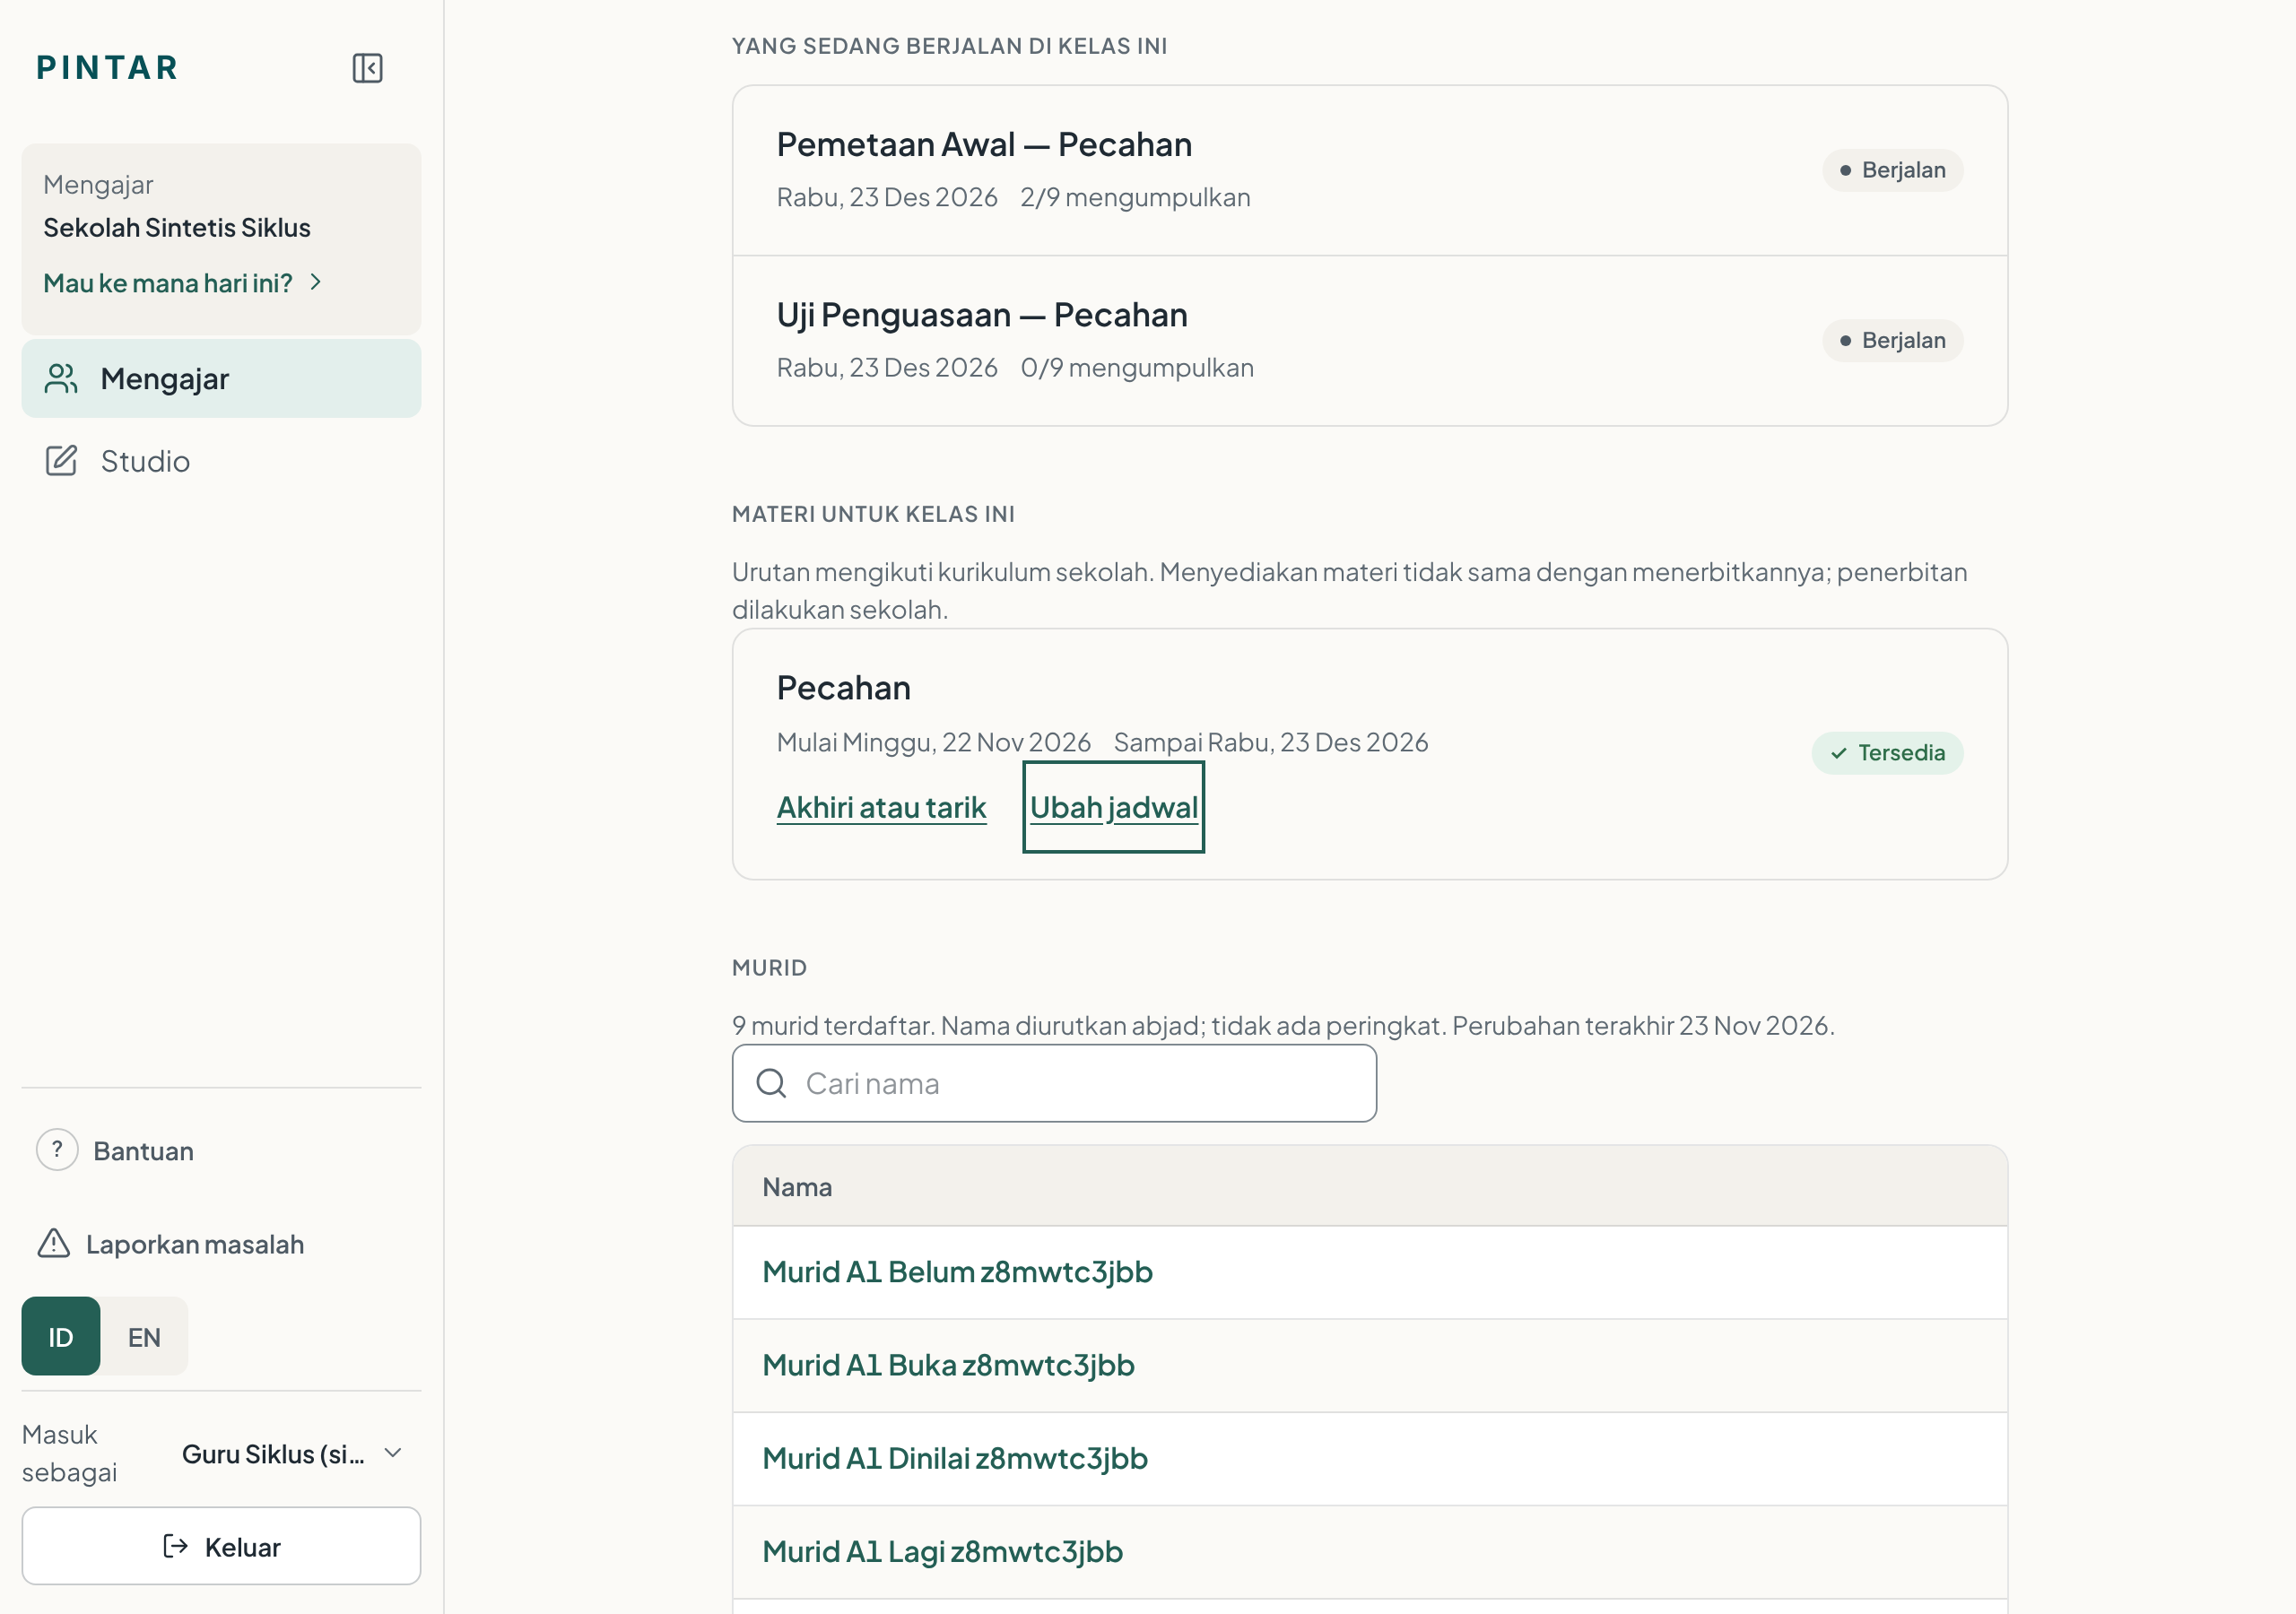 PINTAR
Mengajar
Sekolah Sintetis Siklus
Mau ke mana hari ini?
Mengajar
Studio
? Bantuan
Laporkan masalah
ID EN
Masuk sebagai
Guru Siklus (si...
Keluar
YANG SEDANG BERJALAN DI KELAS INI
Pemetaan Awal — Pecahan
Rabu, 23 Des 2026 2/9 mengumpulkan
Berjalan
Uji Penguasaan — Pecahan
Rabu, 23 Des 2026 0/9 mengumpulkan
Berjalan
MATERI UNTUK KELAS INI
Urutan mengikuti kurikulum sekolah. Menyediakan materi tidak sama dengan menerbitkannya; penerbitan
dilakukan sekolah.
Pecahan
Mulai Minggu, 22 Nov 2026 Sampai Rabu, 23 Des 2026
Tersedia
Akhiri atau tarik Ubah jadwal
MURID
9 murid terdaftar. Nama diurutkan abjad; tidak ada peringkat. Perubahan terakhir 23 Nov 2026.
Cari nama
Nama
Murid A1 Belum z8mwtc3jbb
Murid A1 Buka z8mwtc3jbb
Murid A1 Dinilai z8mwtc3jbb
Murid A1 Lagi z8mwtc3jbb